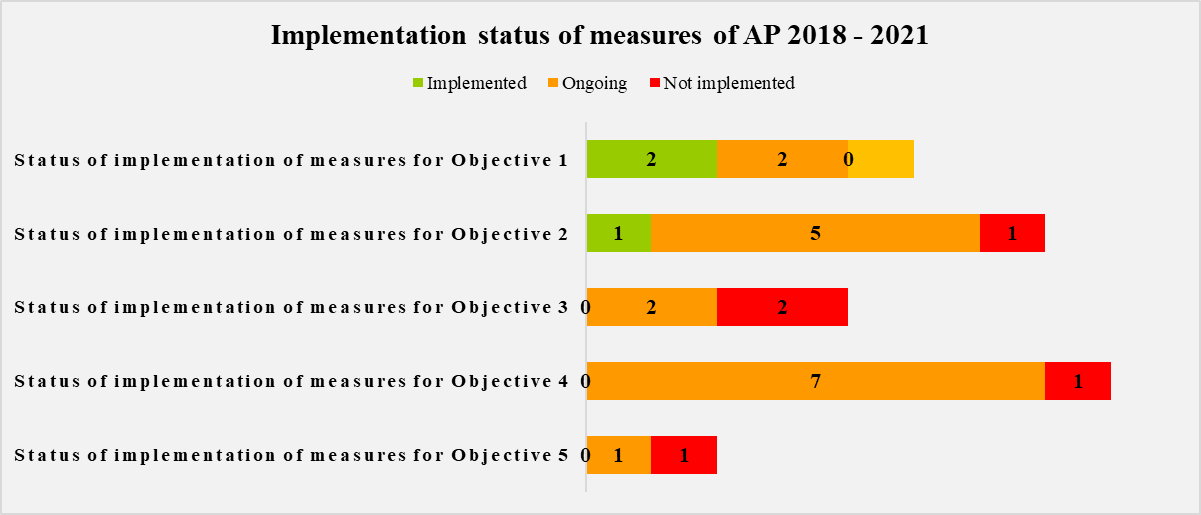 Implementation status of measures of AP 2018 - 2021
Implemented Ongoing Not implemented
Status of implementation of measures for Objective 1 2 2 0
Status of implementation of measures for Objective 2 1 5 1
Status of implementation of measures for Objective 3 0 2 2
Status of implementation of measures for Objective 4 0 7 1
Status of implementation of measures for Objective 5 0 1 1